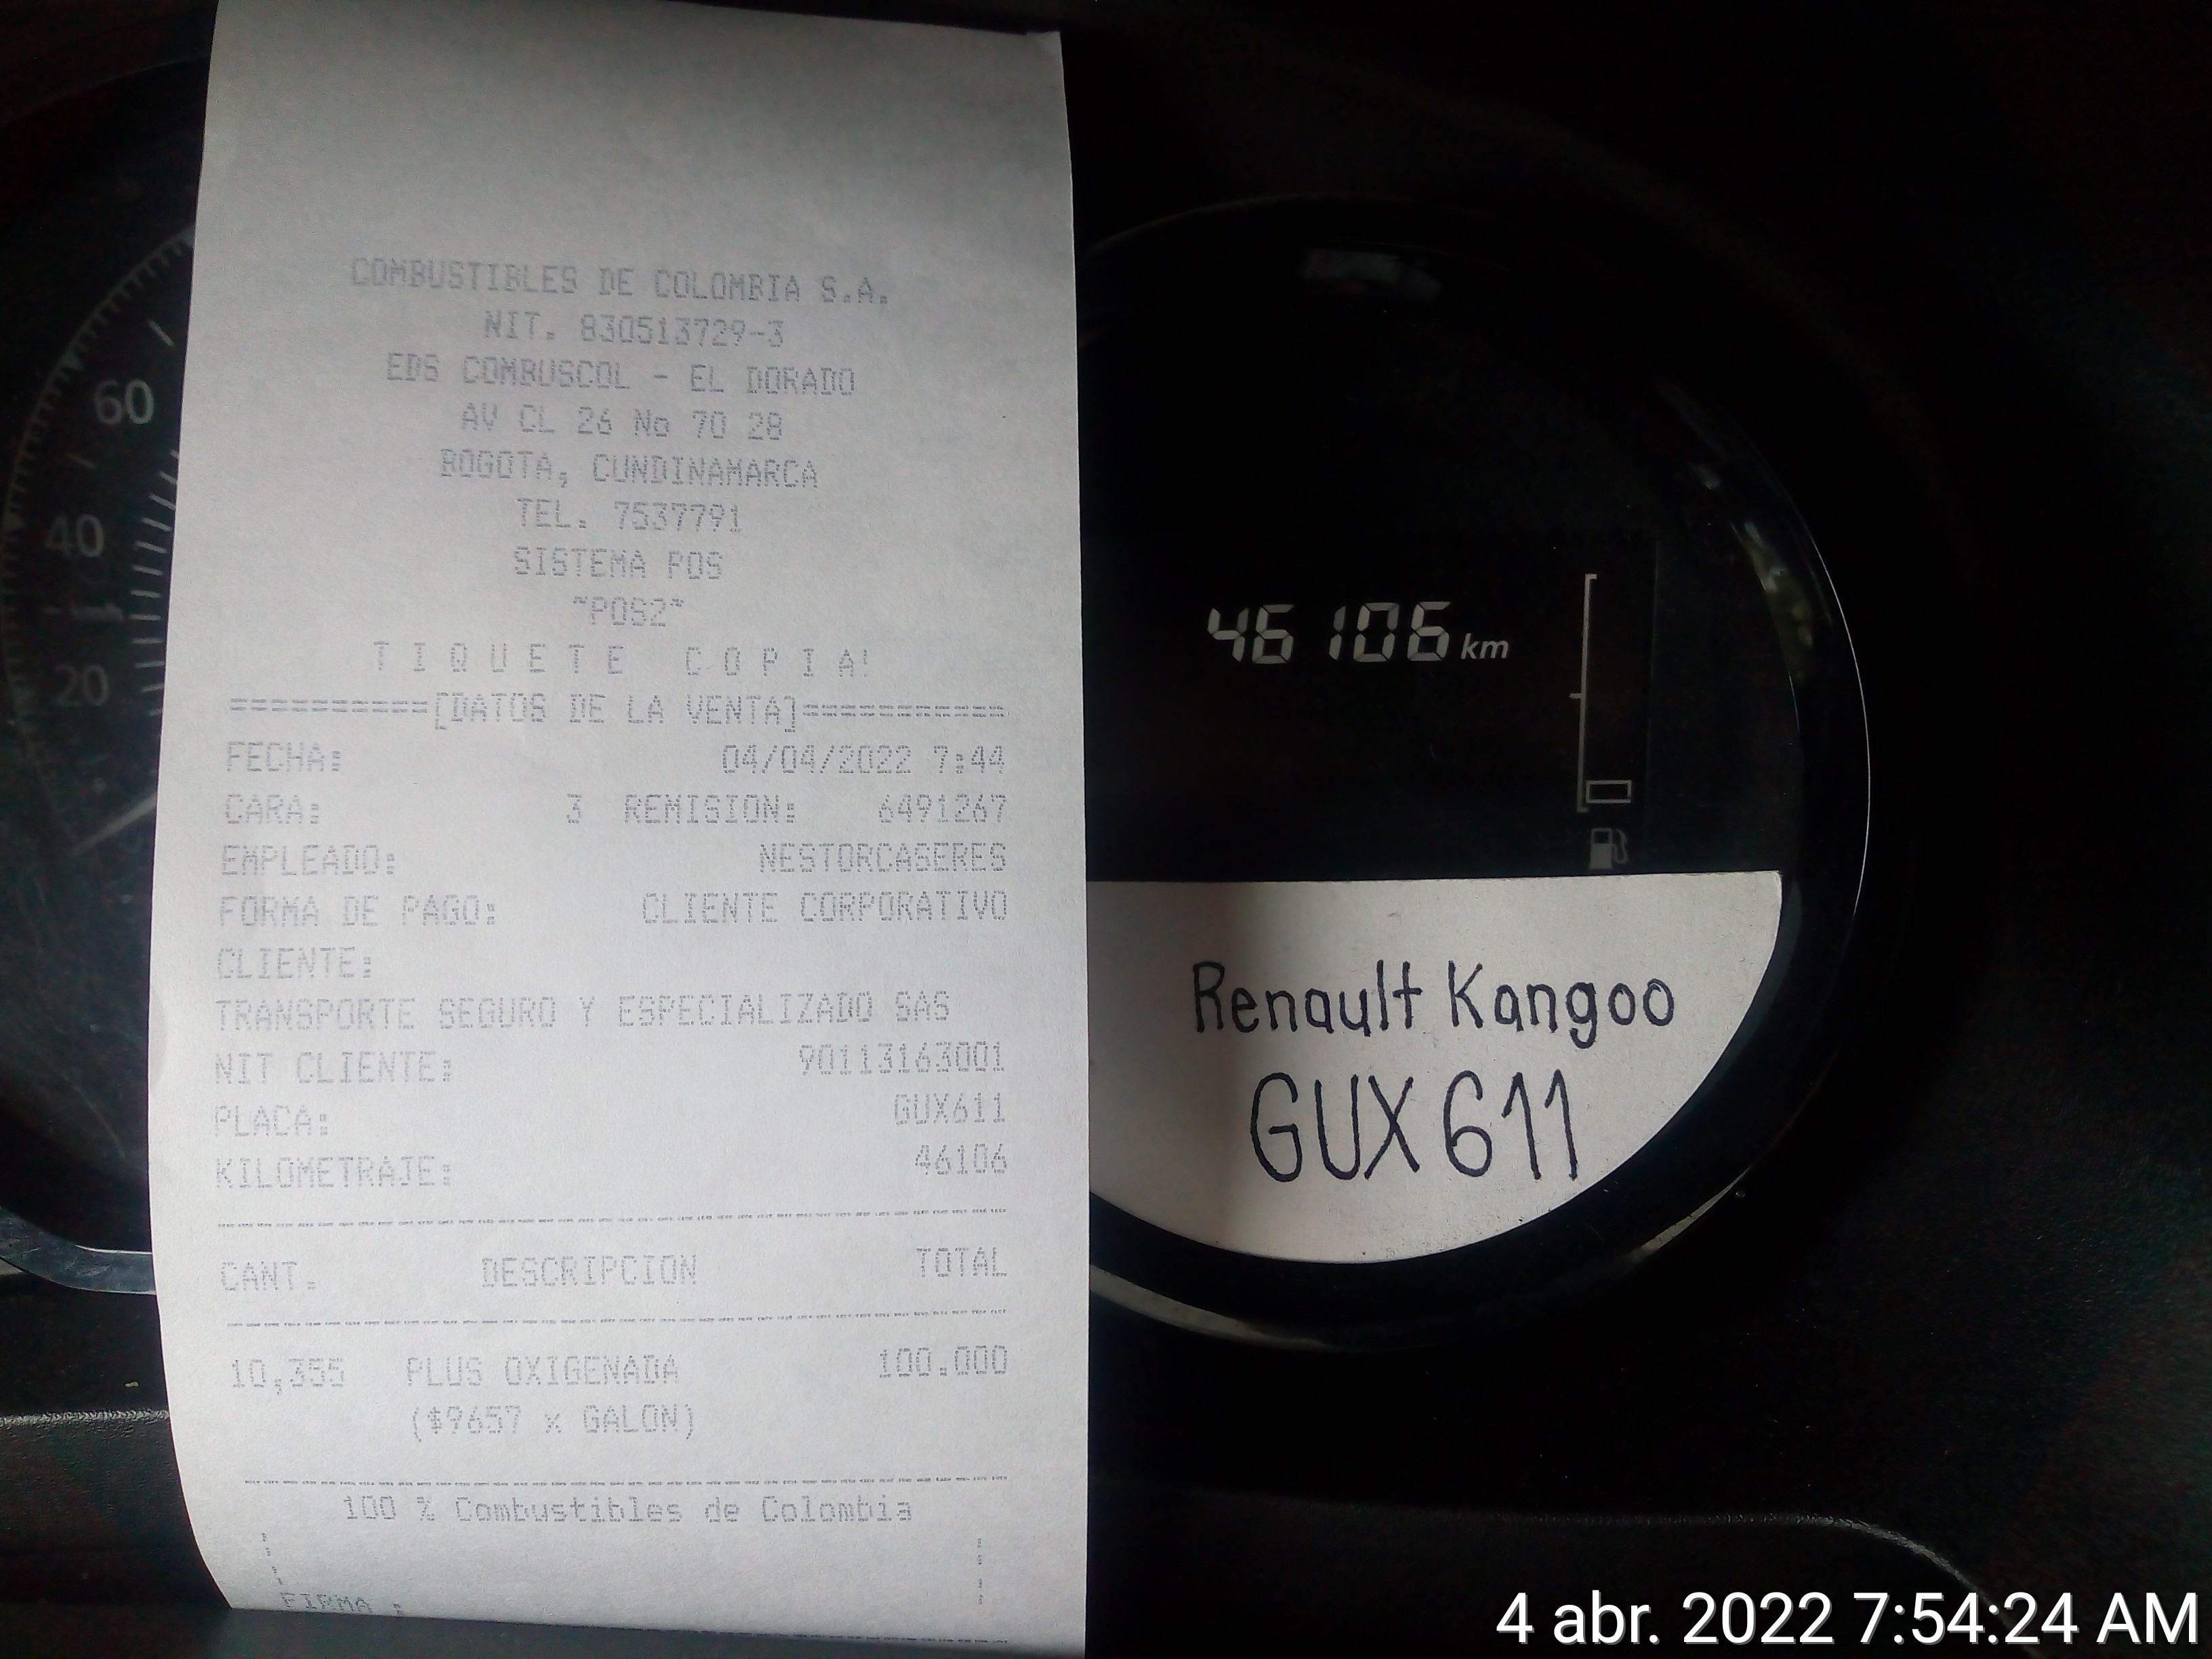 COMBUSTIBLES DE COLOMBIA S.A.
NIT. 830513729-3
EDS COMBUSCOL - EL DORADO
AV CL 26 No 70 28
BOGOTA, CUNDINAMARCA
TEL. 7537791
SISTEMA POS
"POS2"
TIQUETE COPIA!
==========[DATOS DE LA VENTA]==========
FECHA: 04/04/2022 7:44
CARA: 3 REMISION: 6491267
EMPLEADO: NESTORCASERES
FORMA DE PAGO: CLIENTE CORPORATIVO
CLIENTE:
TRANSPORTE SEGURO Y ESPECIALIZADO SAS
NIT CLIENTE: 90113163001
PLACA: GUX611
KILOMETRAJE: 46106
CANT. DESCRIPCION TOTAL
10,355 PLUS OXIGENADA 100.000
($9657 x GALON)
100 % Combustibles de Colombia
FIRMA :
60
40
20
46106 km
Renault Kangoo
GUX611
4 abr. 2022 7:54:24 AM